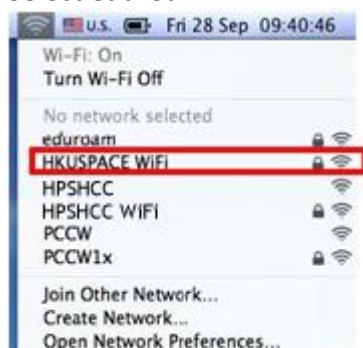 U.S. Fri 28 Sep 09:40:46
Wi-Fi: On
Turn Wi-Fi Off
No network selected
eduroam
HKUSPACE WiFi
HPSHCC
HPSHCC WiFi
PCCW
PCCW1x
Join Other Network...
Create Network...
Open Network Preferences...